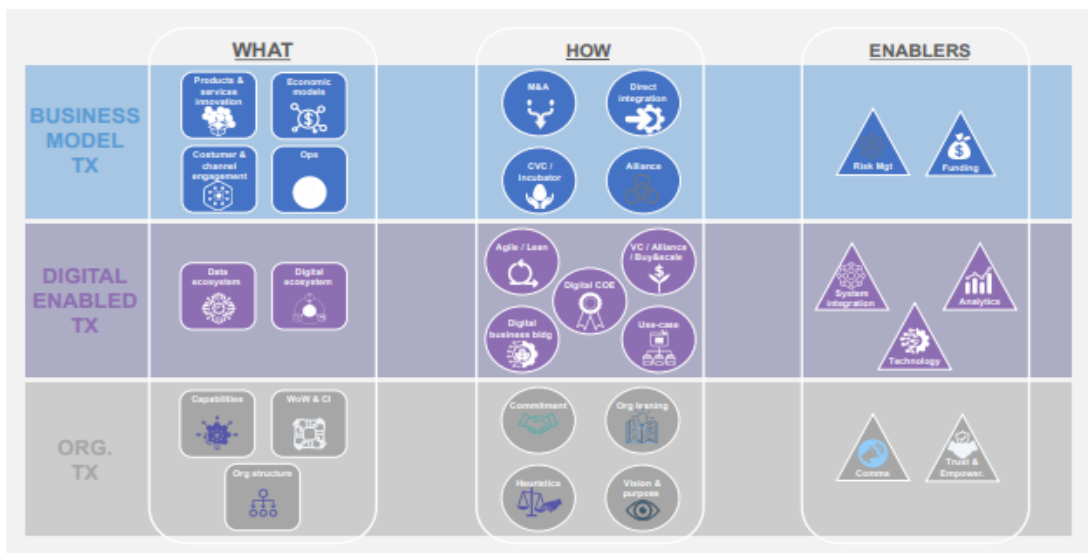 WHAT
HOW
ENABLERS
BUSINESS
MODEL
TX
Products &
services
innovation
Economic
models
Costumer &
channel
engagement
Ops
M&A
Direct
integration
CVC /
Incubator
Alliance
Risk Mgt
Funding
DIGITAL
ENABLED
TX
Data
ecosystem
Digital
ecosystem
Agile / Lean
VC / Alliance
/ Buy&scale
Digital COE
Digital
business bldg
Use-case
System
integration
Analytics
Technology
ORG.
TX
Capabilities
WoW & CI
Org structure
Commitment
Org leaning
Heuristics
Vision &
purpose
Comms
Trust &
Empower.